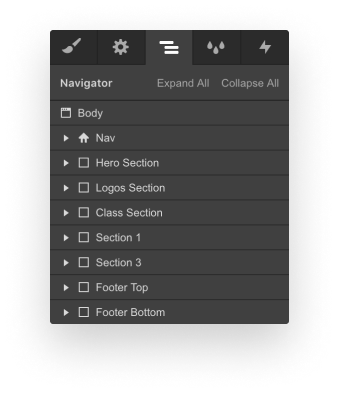 Navigator Expand All Collapse All
Body
Nav
Hero Section
Logos Section
Class Section
Section 1
Section 3
Footer Top
Footer Bottom